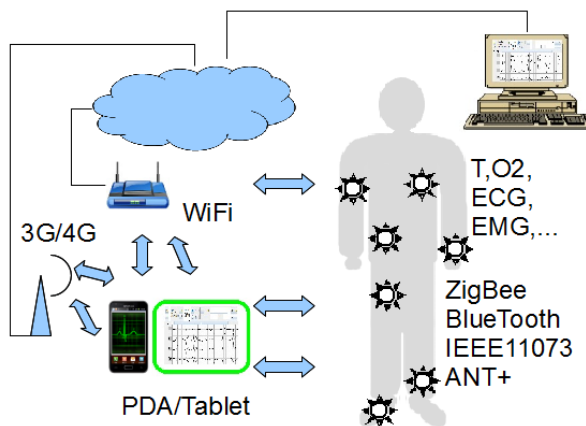 T,O2,
ECG,
EMG,...
WiFi
3G/4G
ZigBee
BlueTooth
IEEE11073
ANT+
PDA/Tablet